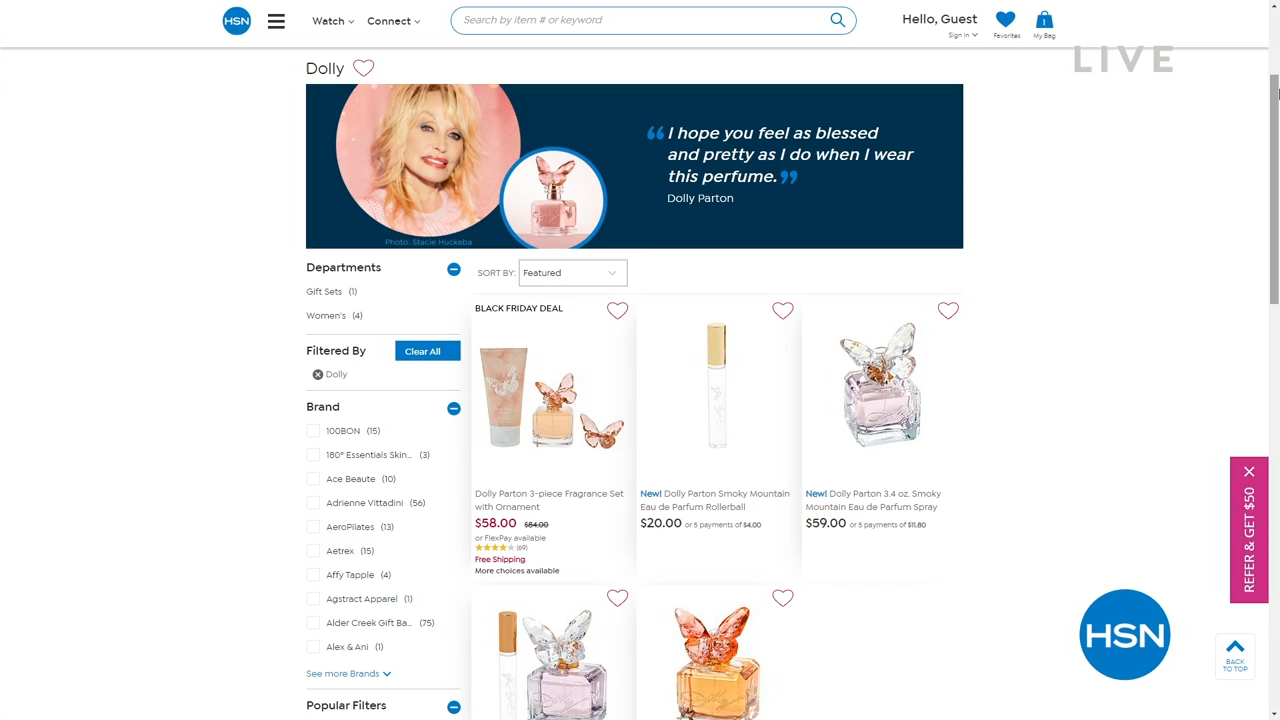 HSN
Watch
Connect
Search by item # or keyword
Hello, Guest
Sign In
Favorites
1
My Bag
LIVE
Dolly
“ I hope you feel as blessed
and pretty as I do when I wear
this perfume. ”
Dolly Parton
Photo: Stacie Huckeba
Departments
Gift Sets (1)
Women's (4)
Filtered By
Clear All
Dolly
Brand
100BON (15)
180º Essentials Skin... (3)
Ace Beaute (10)
Adrienne Vittadini (56)
AeroPilates (13)
Aetrex (15)
Affy Tapple (4)
Agstract Apparel (1)
Alder Creek Gift Ba... (75)
Alex & Ani (1)
See more Brands
Popular Filters
SORT BY: Featured
BLACK FRIDAY DEAL
Dolly Parton 3-piece Fragrance Set
with Ornament
$58.00 $84.00
or FlexPay available
(69)
Free Shipping
More choices available
New! Dolly Parton Smoky Mountain
Eau de Parfum Rollerball
$20.00 or 5 payments of $4.00
New! Dolly Parton 3.4 oz. Smoky
Mountain Eau de Parfum Spray
$59.00 or 5 payments of $11.80
REFER & GET $50
HSN
BACK
TO TOP